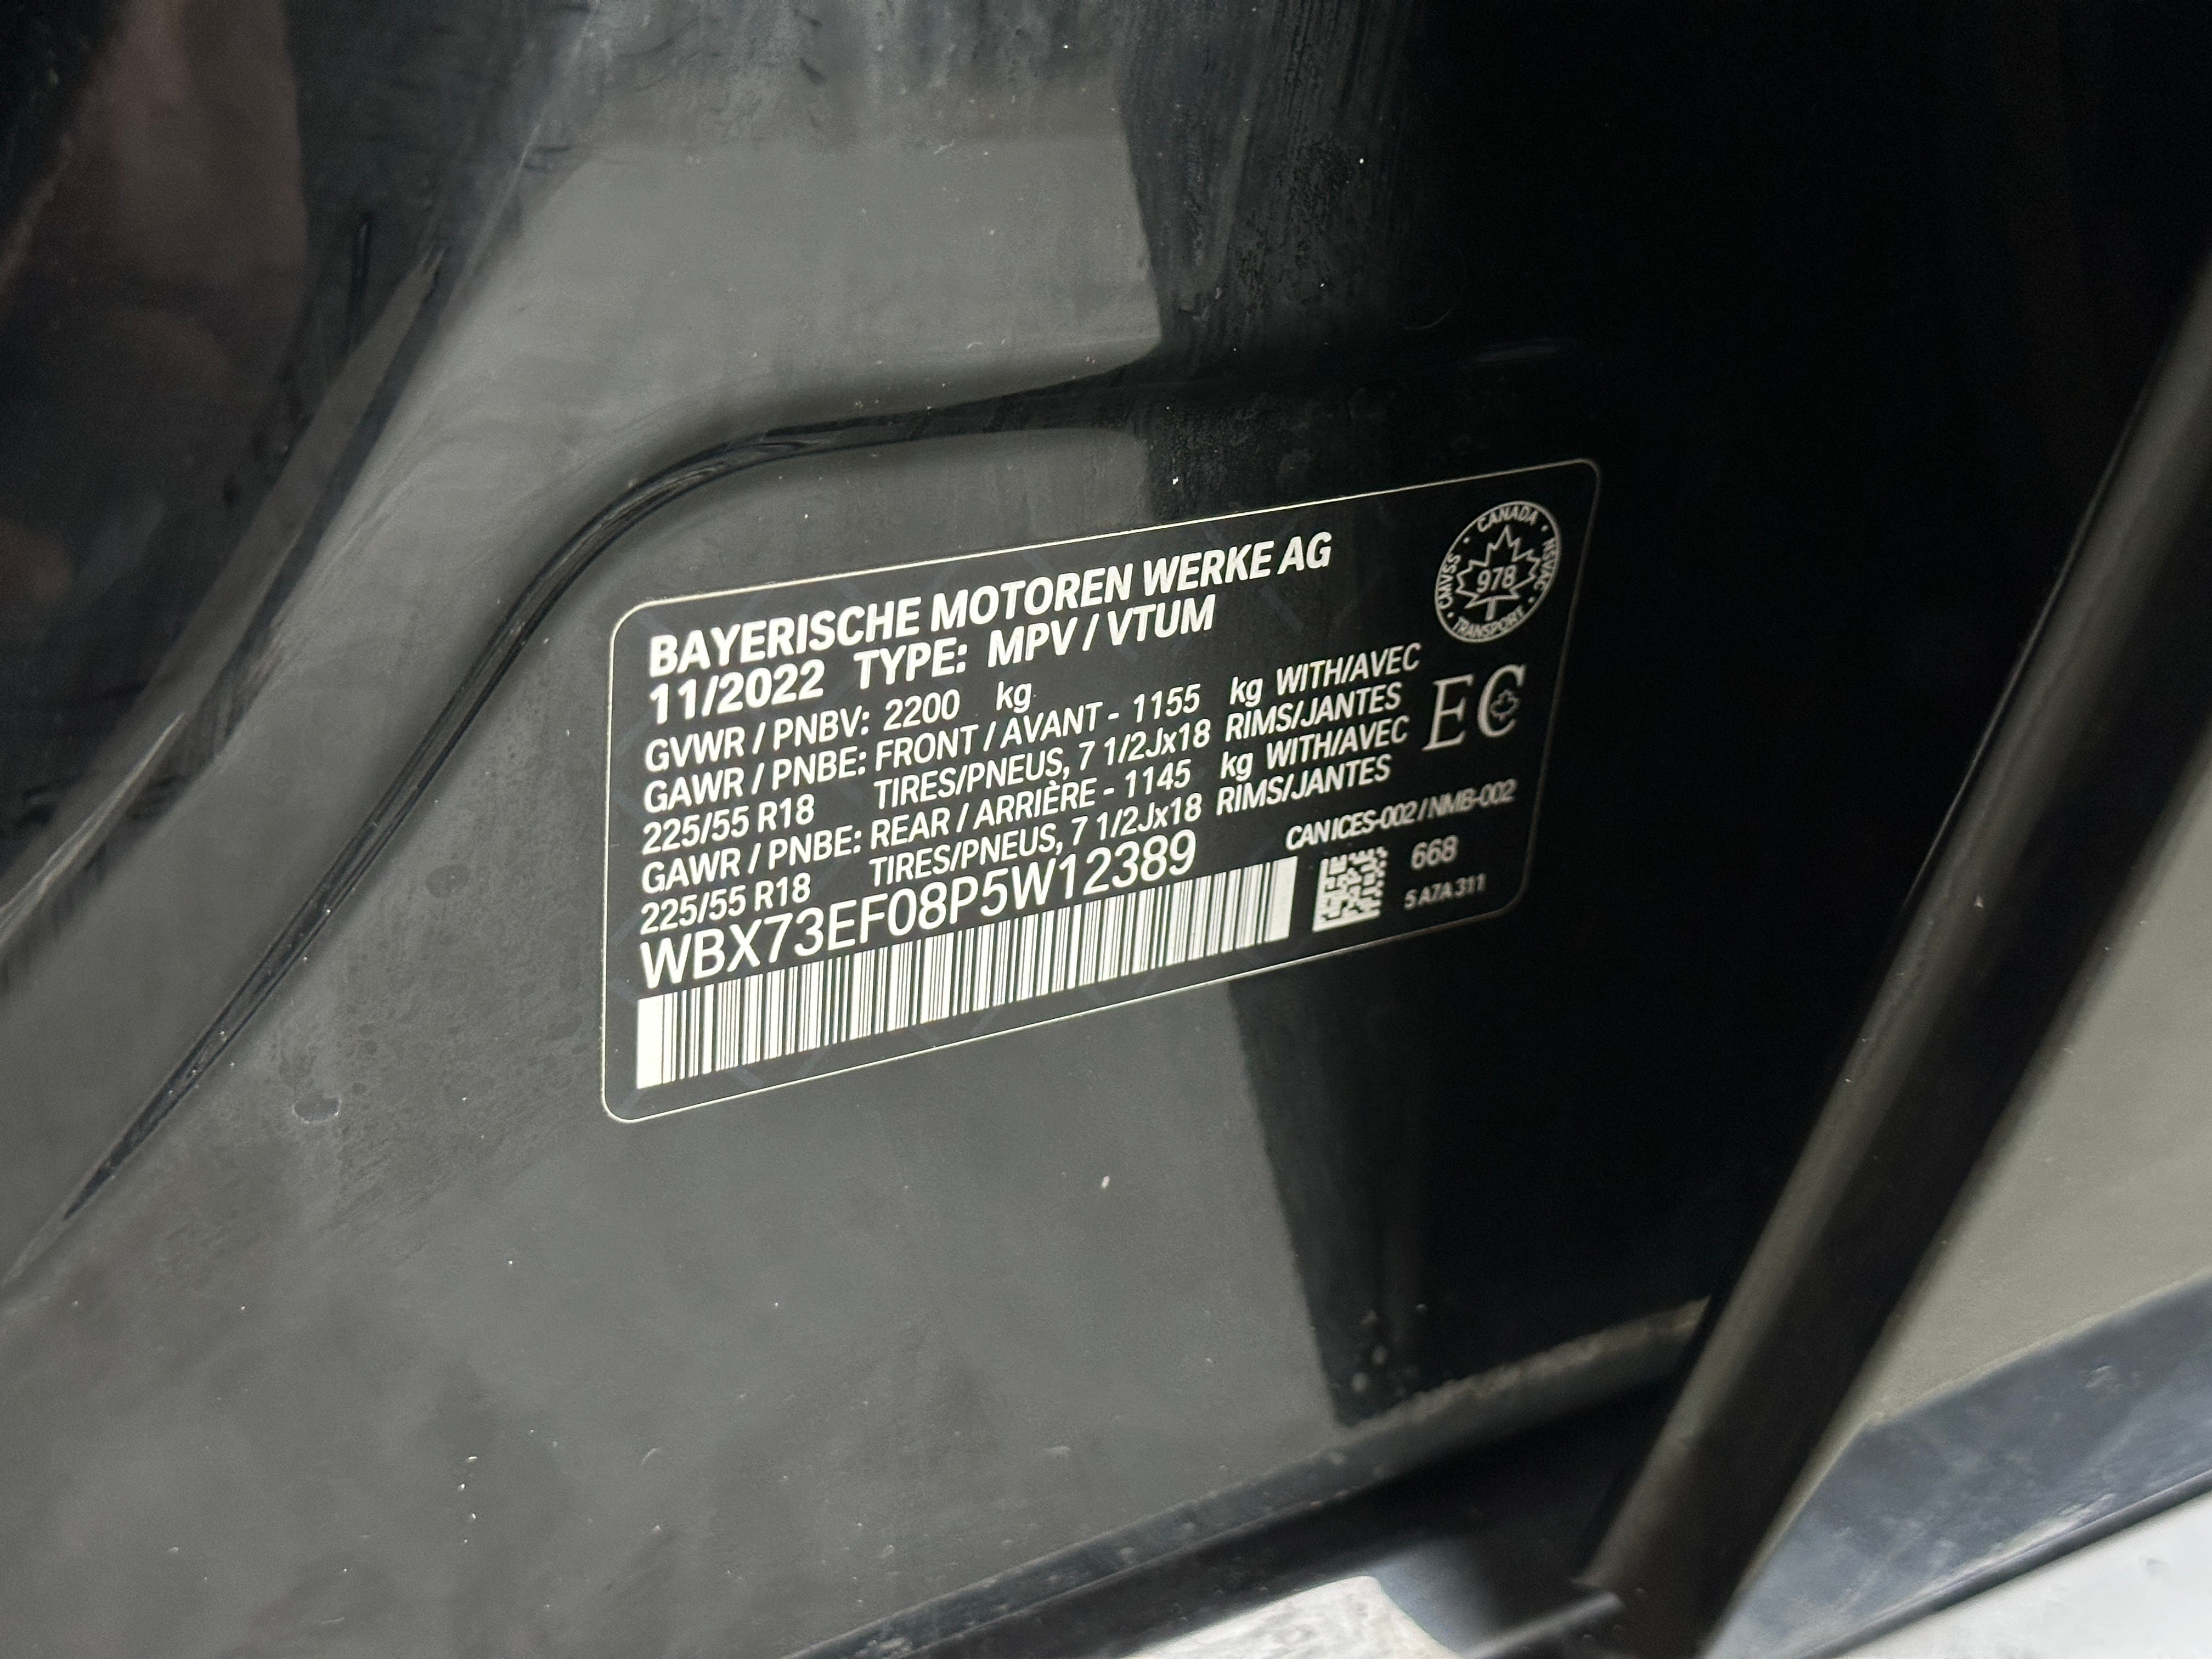 BAYERISCHE MOTOREN WERKE AG
11/2022 TYPE: MPV / VTUM
GVWR / PNBV: 2200 kg
GAWR / PNBE: FRONT / AVANT - 1155 kg WITH/AVEC
225/55 R18 TIRES/PNEUS, 7 1/2Jx18 RIMS/JANTES
GAWR / PNBE: REAR / ARRIÈRE - 1145 kg WITH/AVEC
225/55 R18 TIRES/PNEUS, 7 1/2Jx18 RIMS/JANTES
WBX73EF08P5W12389
CANADA · NSVAC · TRANSPORT · CMVSS ·
978
EC
CAN ICES-002 / NMB-002
668
5 A7A 311